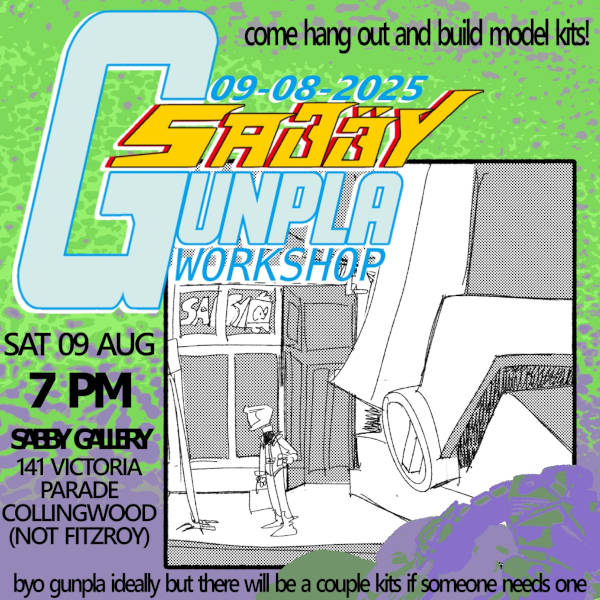 come hang out and build model kits!
09-08-2025
SABBY
GUNPLA
WORKSHOP
SAT 09 AUG
7 PM
SABBY GALLERY
141 VICTORIA
PARADE
COLLINGWOOD
(NOT FITZROY)
byo gunpla ideally but there will be a couple kits if someone needs one